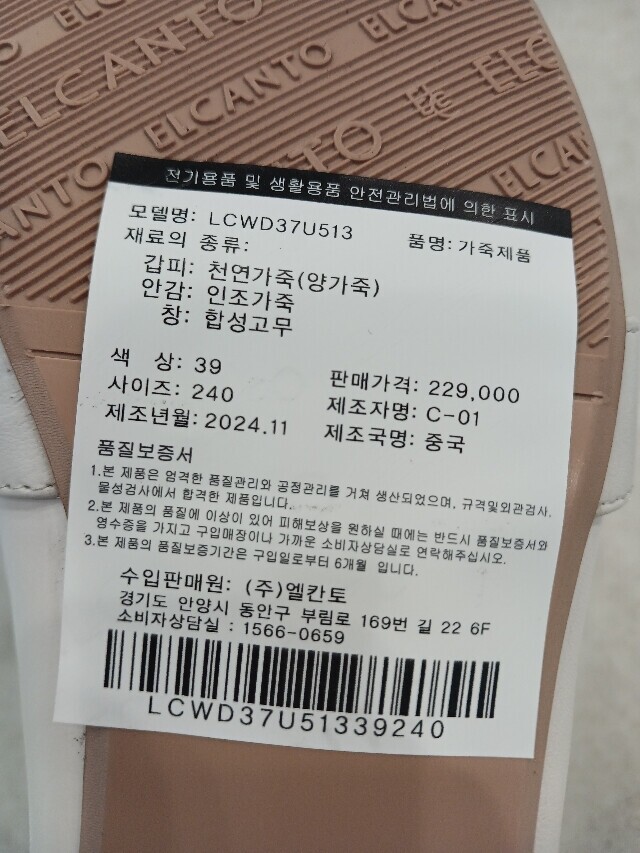 ELCANTO
ELCANTO
ELCANTO
ELCANTO
전기용품 및 생활용품 안전관리법에 의한 표시
모델명: LCWD37U513 품명: 가죽제품
재료의 종류:
갑피: 천연가죽(양가죽)
안감: 인조가죽
창: 합성고무
색 상: 39 판매가격: 229,000
사이즈: 240 제조자명: C-01
제조년월: 2024.11 제조국명: 중국
품질보증서
1.본 제품은 엄격한 품질관리와 공정관리를 거쳐 생산되었으며, 규격및외관검사.
물성검사에서 합격한 제품입니다.
2.본 제품의 품질에 이상이 있어 피해보상을 원하실 때에는 반드시 품질보증서와
영수증을 가지고 구입매장이나 가까운 소비자상담실로 연락해주십시오.
3.본 제품의 품질보증기간은 구입일로부터 6개월 입니다.
수입판매원: (주)엘칸토
경기도 안양시 동안구 부림로 169번 길 22 6F
소비자상담실 : 1566-0659
LCWD37U51339240